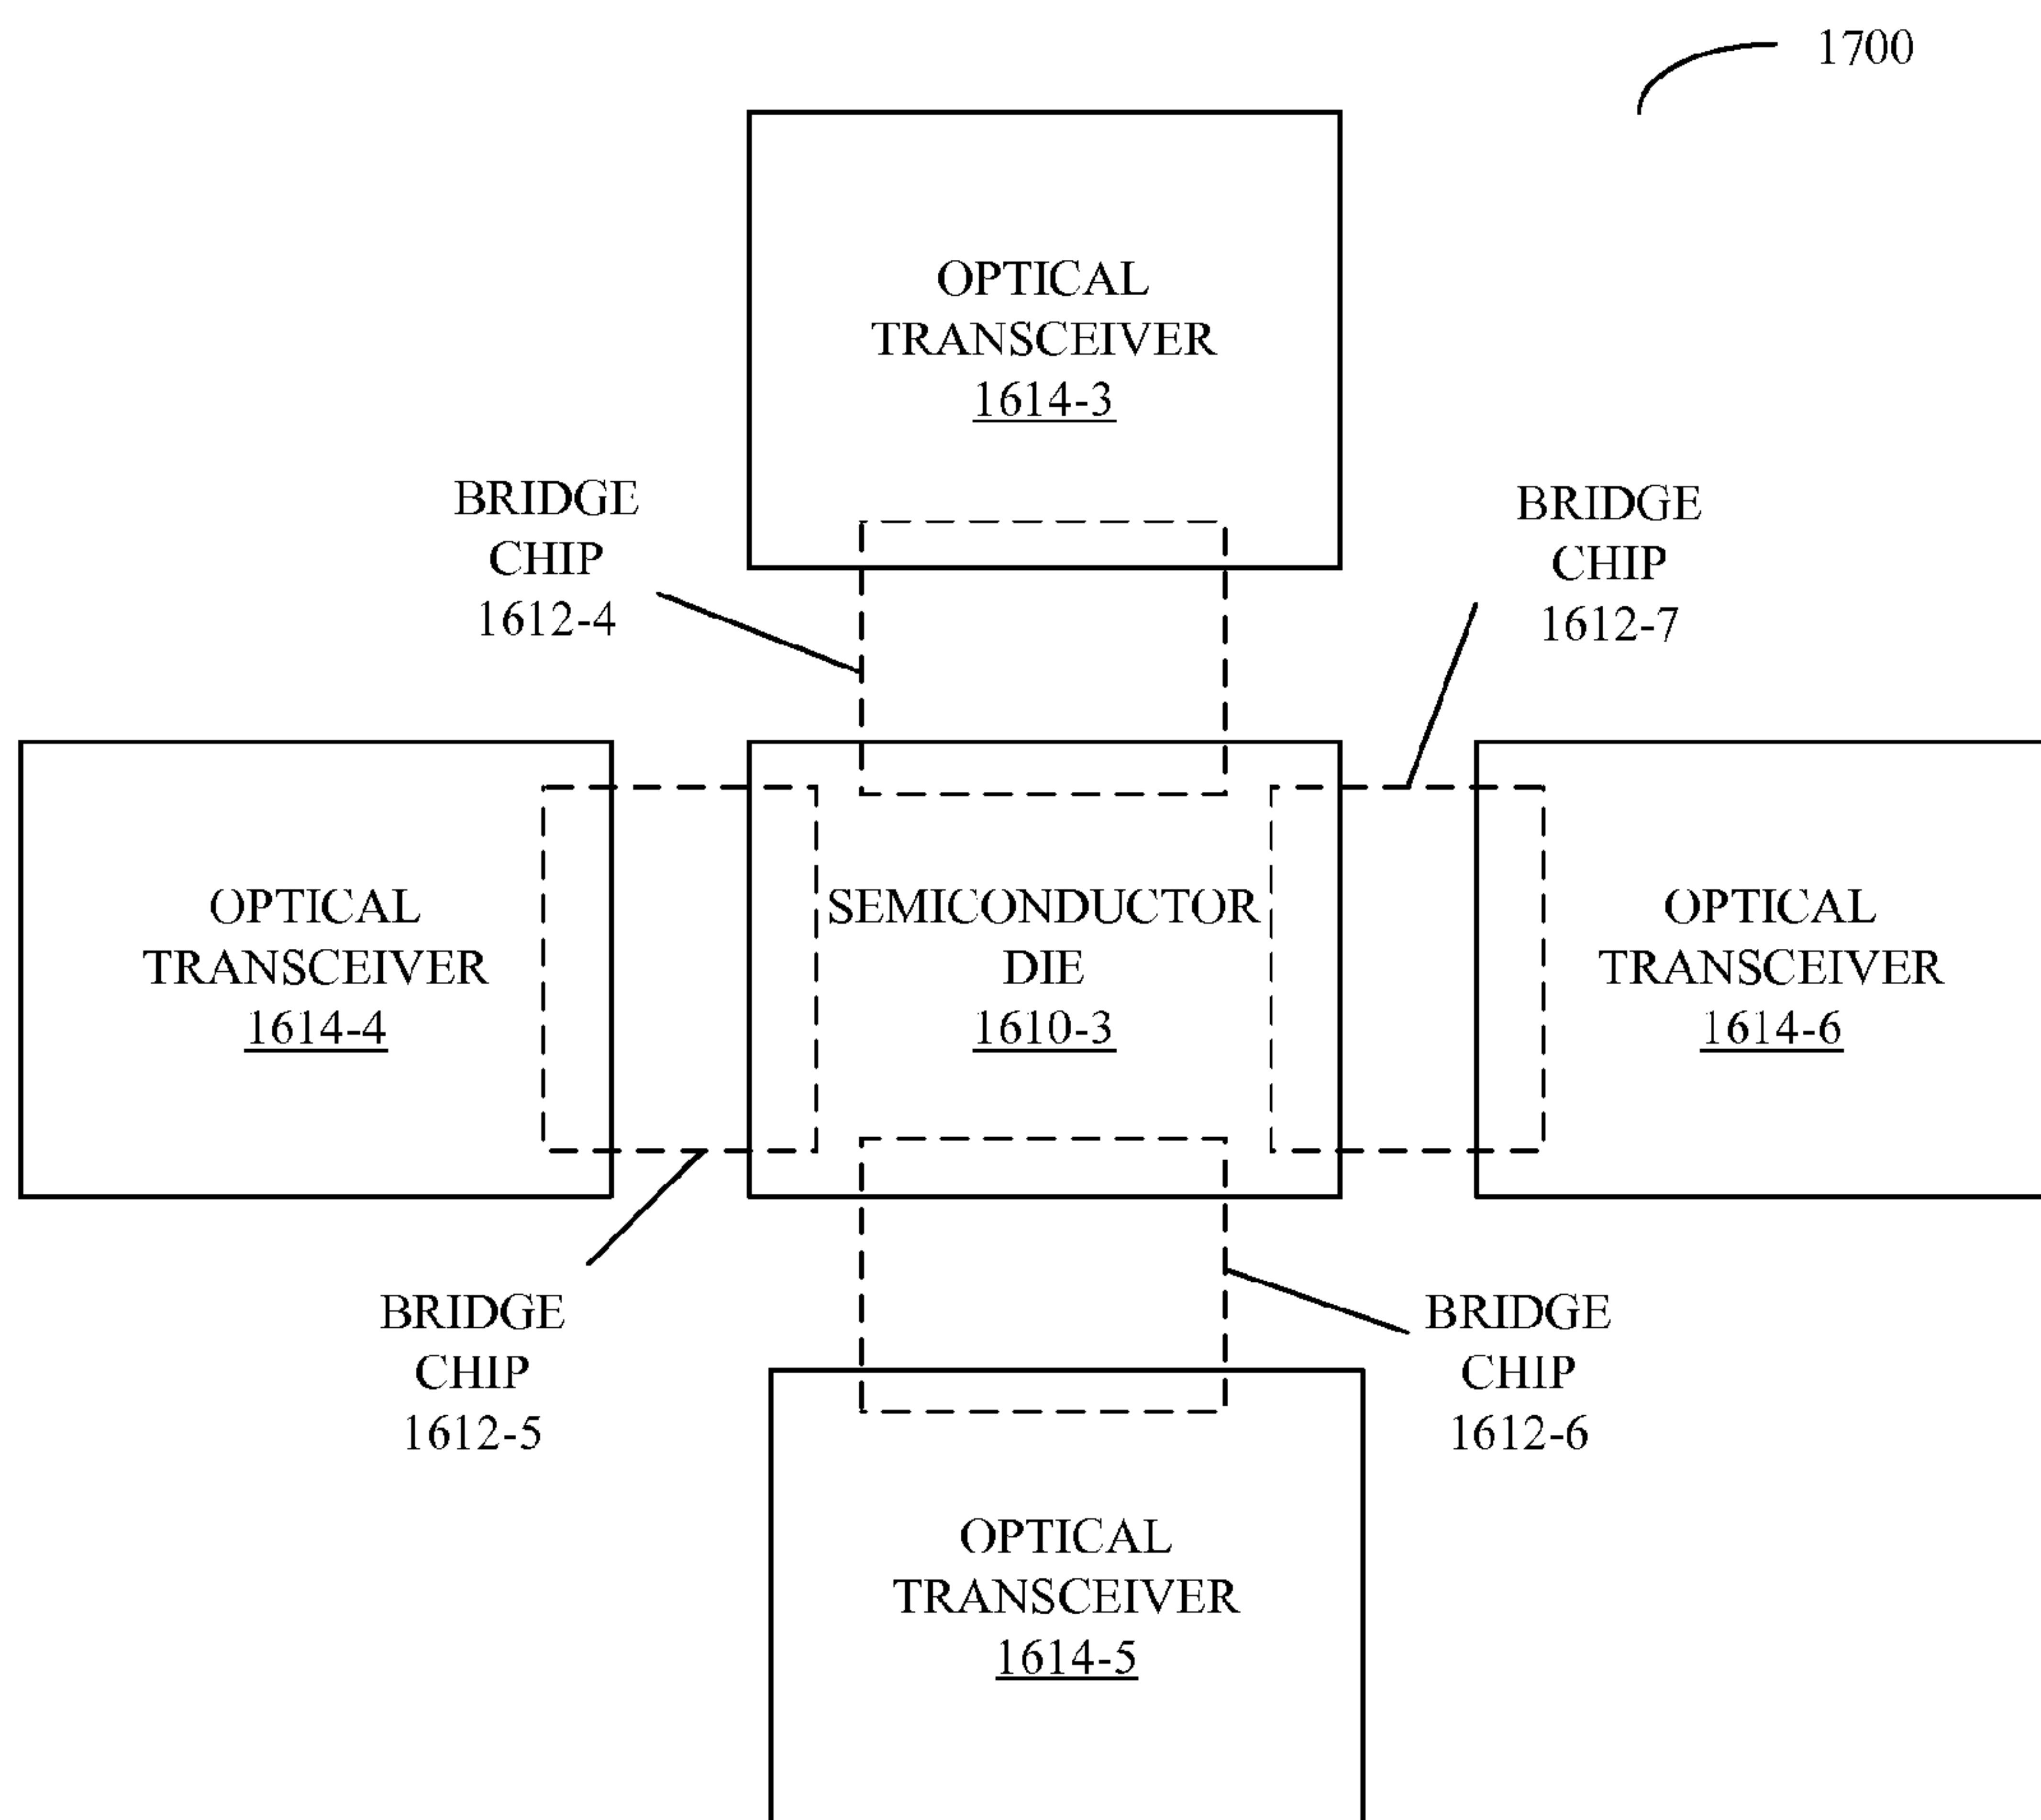 1700
OPTICAL
TRANSCEIVER
1614-3
BRIDGE
CHIP
1612-4
BRIDGE
CHIP
1612-7
OPTICAL
TRANSCEIVER
1614-4
SEMICONDUCTOR
DIE
1610-3
OPTICAL
TRANSCEIVER
1614-6
BRIDGE
CHIP
1612-5
BRIDGE
CHIP
1612-6
OPTICAL
TRANSCEIVER
1614-5